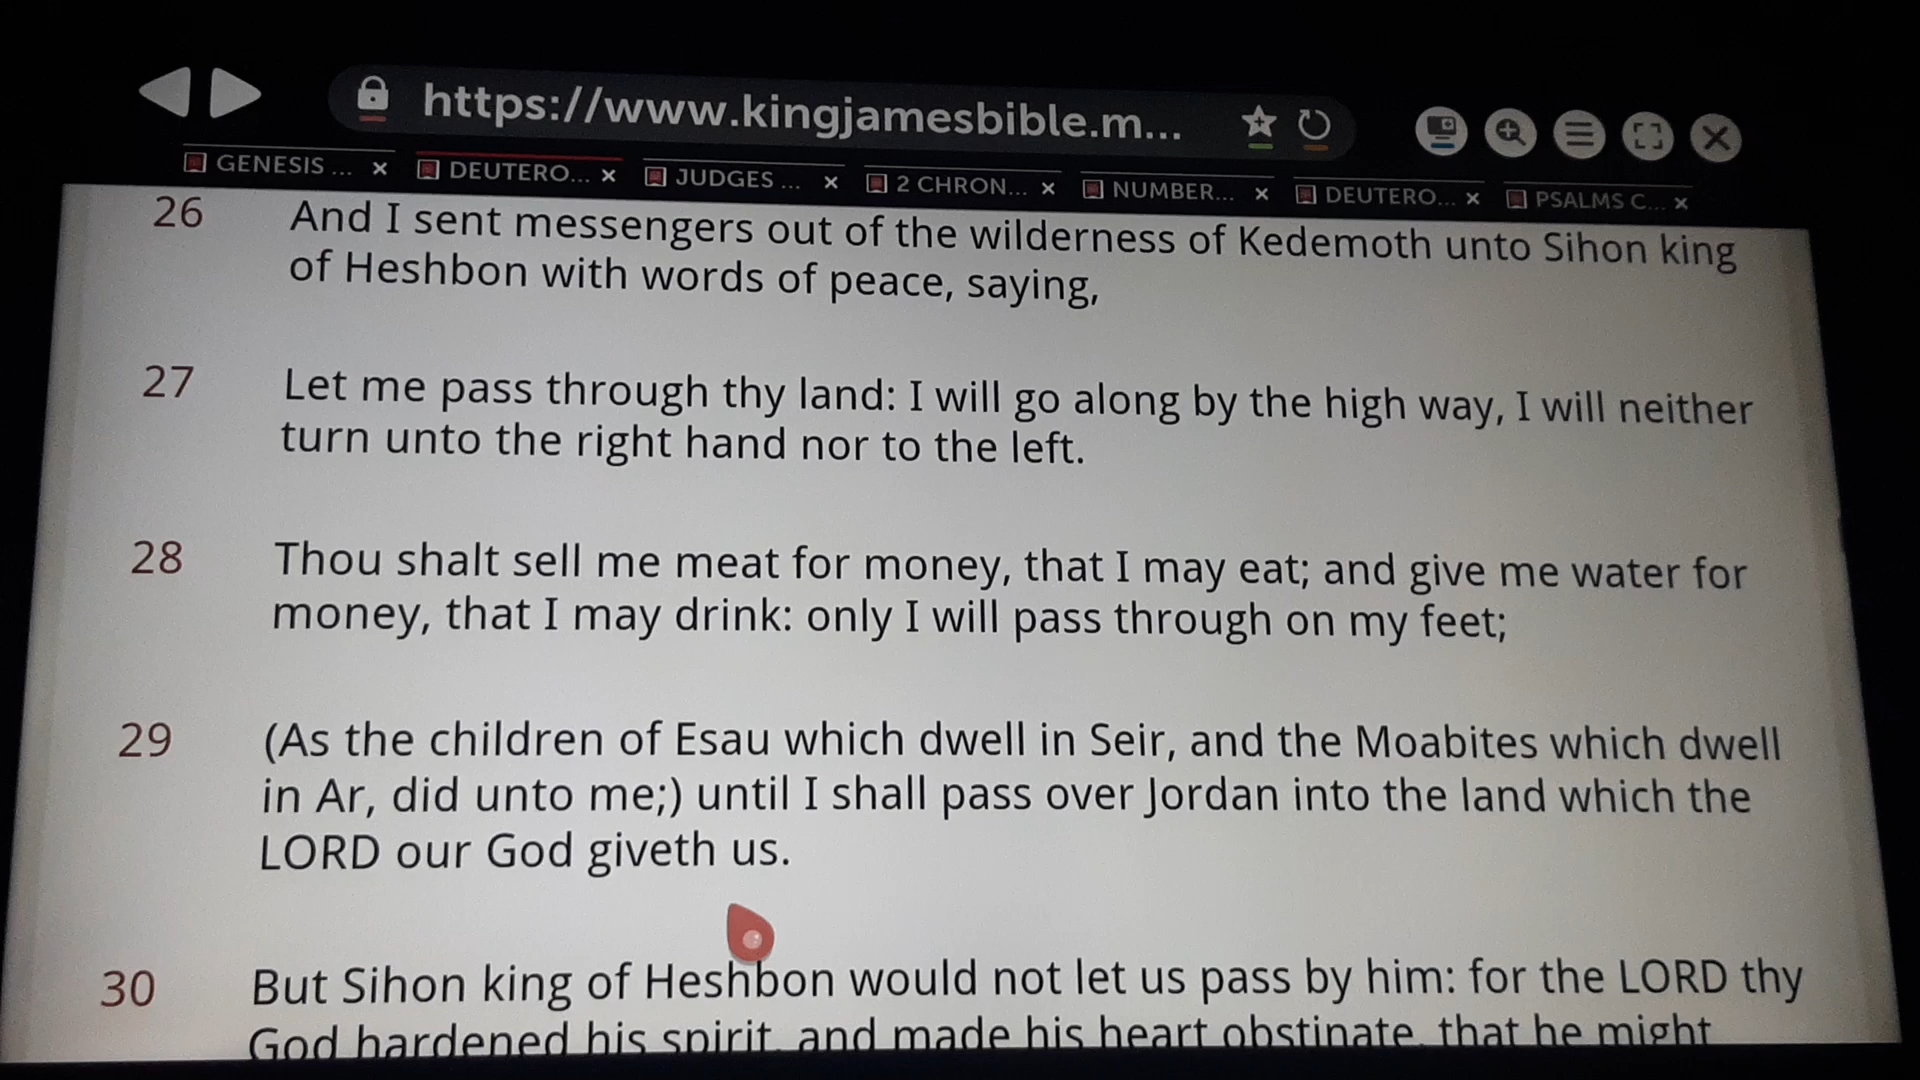 https://www.kingjamesbible.m...
GENESIS ... DEUTERO... JUDGES ... 2 CHRON... NUMBER... DEUTERO... PSALMS C...
26 And I sent messengers out of the wilderness of Kedemoth unto Sihon king
of Heshbon with words of peace, saying,
27 Let me pass through thy land: I will go along by the high way, I will neither
turn unto the right hand nor to the left.
28 Thou shalt sell me meat for money, that I may eat; and give me water for
money, that I may drink: only I will pass through on my feet;
29 (As the children of Esau which dwell in Seir, and the Moabites which dwell
in Ar, did unto me;) until I shall pass over Jordan into the land which the
LORD our God giveth us.
30 But Sihon king of Heshbon would not let us pass by him: for the LORD thy
God hardened his spirit, and made his heart obstinate, that he might